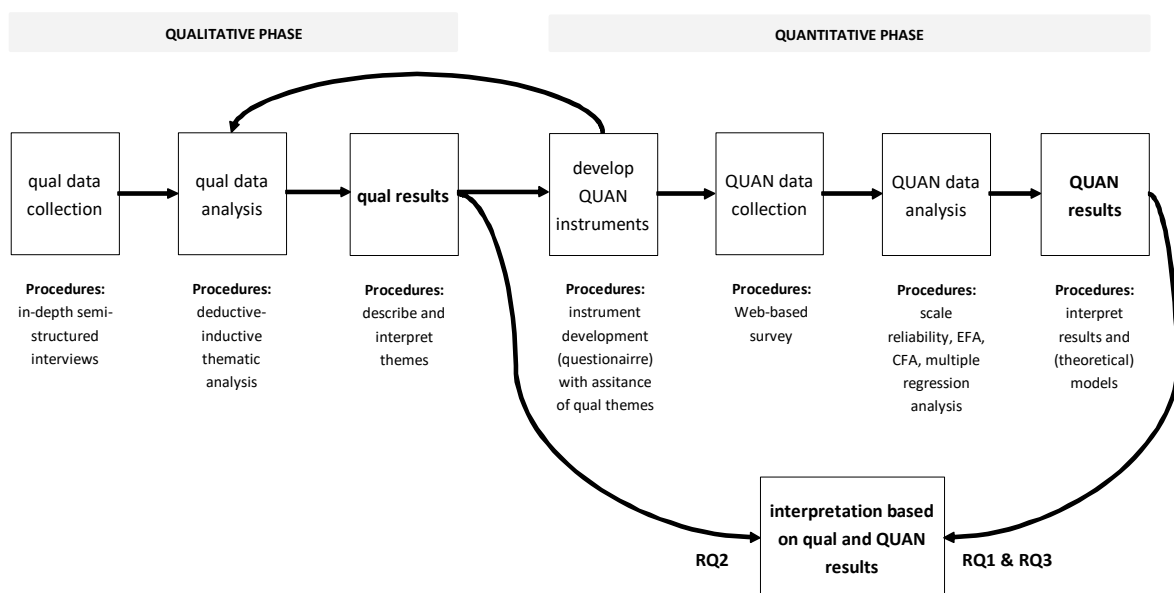 QUALITATIVE PHASE
QUANTITATIVE PHASE
qual data
collection
qual data
analysis
qual results
develop
QUAN
instruments
QUAN data
collection
QUAN data
analysis
QUAN
results
Procedures:
in-depth semi-
structured
interviews
Procedures:
deductive-
inductive
thematic
analysis
Procedures:
describe and
interpret
themes
Procedures:
instrument
development
(questionairre)
with assitance
of qual themes
Procedures:
Web-based
survey
Procedures:
scale
reliability, EFA,
CFA, multiple
regression
analysis
Procedures:
interpret
results and
(theoretical)
models
RQ2
interpretation based
on qual and QUAN
results
RQ1 & RQ3